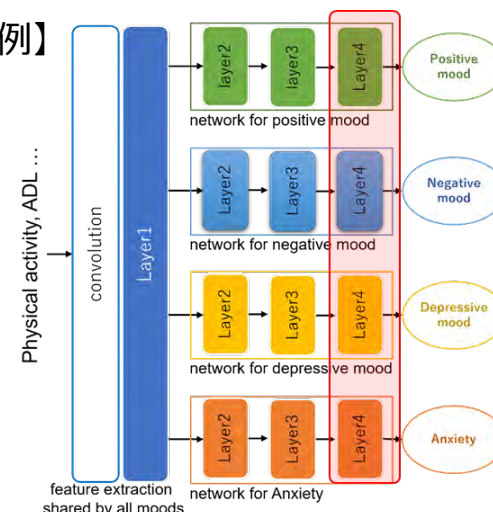 例】
Physical activity, ADL …
convolution
Layer1
feature extraction
shared by all moods
layer2
layer3
Layer4
network for positive mood
Positive
mood
Layer2
Layer3
Layer4
network for negative mood
Negative
mood
Layer2
Layer3
Layer4
network for depressive mood
Depressive
mood
Layer2
Layer3
Layer4
network for Anxiety
Anxiety